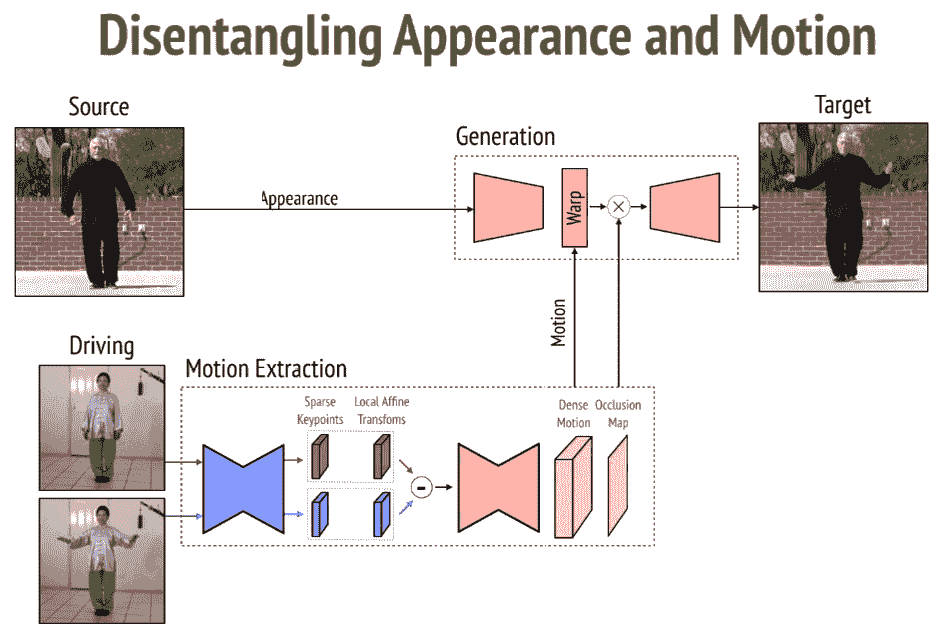 Disentangling Appearance and Motion
Source
Target
Generation
Appearance
Warp
×
Motion
Driving
Motion Extraction
Sparse
Keypoints
Local Affine
Transfoms
Dense
Motion
Occlusion
Map
-